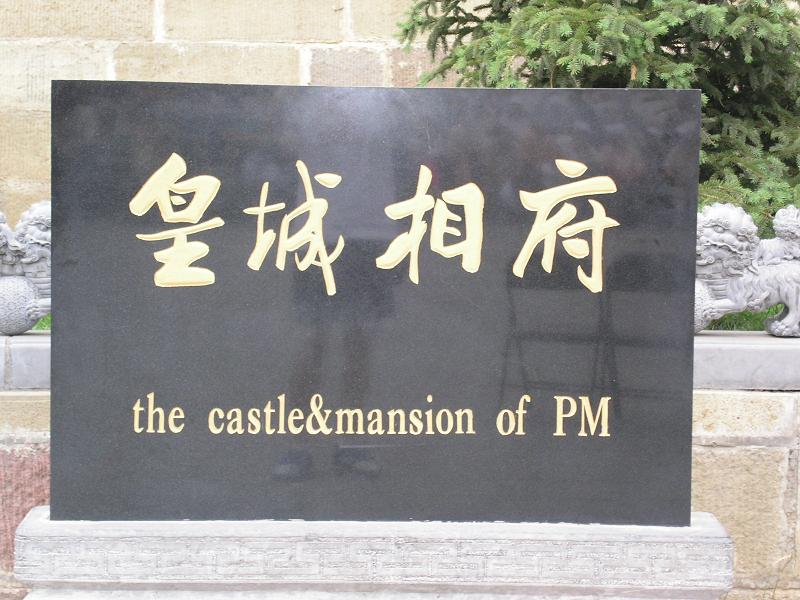 皇城相府
the castle&mansion of PM